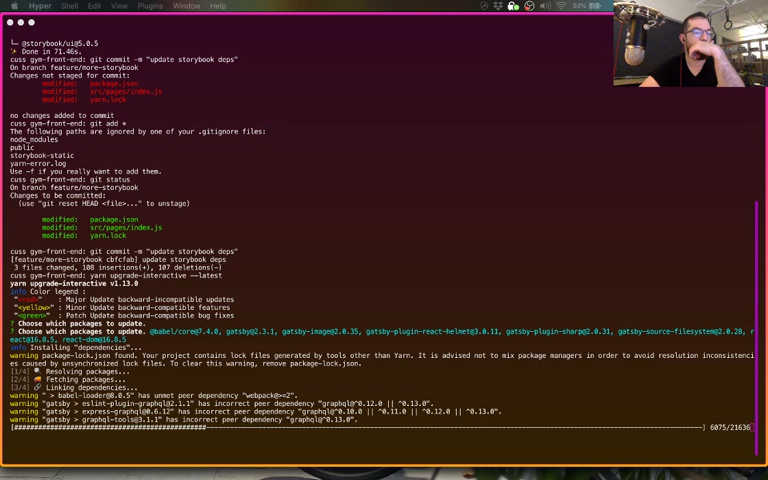 Hyper Shell Edit View Plugins Window Help
93%
└─ @storybook/ui@5.0.5
Done in 71.46s.
cuss gym-front-end: git commit -m "update storybook deps"
On branch feature/more-storybook
Changes not staged for commit:
modified: package.json
modified: src/pages/index.js
modified: yarn.lock
no changes added to commit
cuss gym-front-end: git add *
The following paths are ignored by one of your .gitignore files:
node_modules
public
storybook-static
yarn-error.log
Use -f if you really want to add them.
cuss gym-front-end: git status
On branch feature/more-storybook
Changes to be committed:
(use "git reset HEAD <file>..." to unstage)
modified: package.json
modified: src/pages/index.js
modified: yarn.lock
cuss gym-front-end: git commit -m "update storybook deps"
[feature/more-storybook cbfcfab] update storybook deps
3 files changed, 108 insertions(+), 107 deletions(-)
cuss gym-front-end: yarn upgrade-interactive --latest
yarn upgrade-interactive v1.13.0
info Color legend :
"<red>" : Major Update backward-incompatible updates
"<yellow>" : Minor Update backward-compatible features
"<green>" : Patch Update backward-compatible bug fixes
? Choose which packages to update.
? Choose which packages to update. @babel/core@7.4.0, gatsby@2.3.1, gatsby-image@2.0.35, gatsby-plugin-react-helmet@3.0.11, gatsby-plugin-sharp@2.0.31, gatsby-source-filesystem@2.0.28, r
eact@16.8.5, react-dom@16.8.5
info Installing "dependencies"...
warning package-lock.json found. Your project contains lock files generated by tools other than Yarn. It is advised not to mix package managers in order to avoid resolution inconsistenci
es caused by unsynchronized lock files. To clear this warning, remove package-lock.json.
[1/4] Resolving packages...
[2/4] Fetching packages...
[3/4] Linking dependencies...
warning " > babel-loader@8.0.5" has unmet peer dependency "webpack@>=2".
warning "gatsby > eslint-plugin-graphql@2.1.1" has incorrect peer dependency "graphql@^0.12.0 || ^0.13.0".
warning "gatsby > express-graphql@0.6.12" has incorrect peer dependency "graphql@^0.10.0 || ^0.11.0 || ^0.12.0 || ^0.13.0".
warning "gatsby > graphql-tools@3.1.1" has incorrect peer dependency "graphql@^0.13.0".
6075/21636